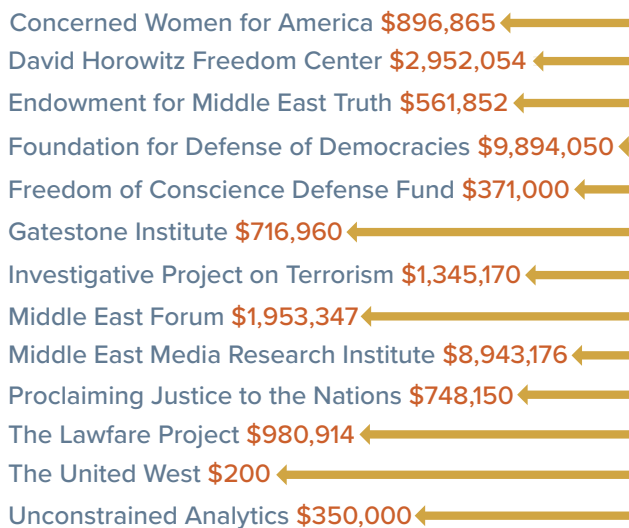 Concerned Women for America $896,865
David Horowitz Freedom Center $2,952,054
Endowment for Middle East Truth $561,852
Foundation for Defense of Democracies $9,894,050
Freedom of Conscience Defense Fund $371,000
Gatestone Institute $716,960
Investigative Project on Terrorism $1,345,170
Middle East Forum $1,953,347
Middle East Media Research Institute $8,943,176
Proclaiming Justice to the Nations $748,150
The Lawfare Project $980,914
The United West $200
Unconstrained Analytics $350,000